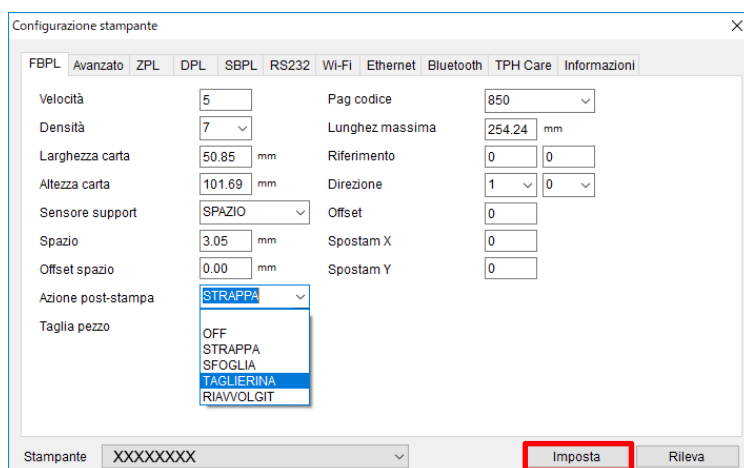 Configurazione stampante
FBPL Avanzato ZPL DPL SBPL RS232 Wi-Fi Ethernet Bluetooth TPH Care Informazioni
Velocità 5 Pag codice 850
Densità 7 Lunghez massima 254.24 mm
Larghezza carta 50.85 mm Riferimento 0 0
Altezza carta 101.69 mm Direzione 1 0
Sensore support SPAZIO Offset 0
Spazio 3.05 mm Spostam X 0
Offset spazio 0.00 mm Spostam Y 0
Azione post-stampa STRAPPA
Taglia pezzo
OFF
STRAPPA
SFOGLIA
TAGLIERINA
RIAVVOLGIT
Stampante XXXXXXXX Imposta Rileva